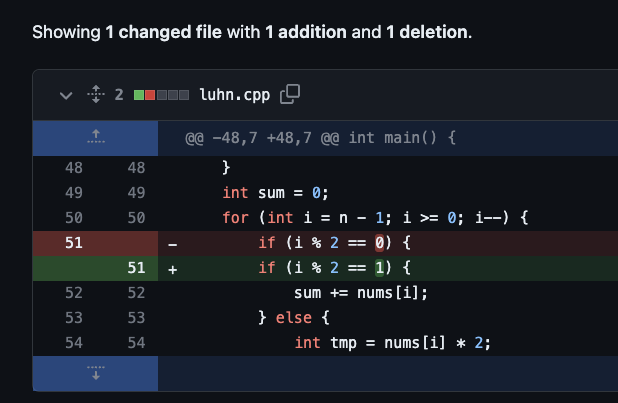 Showing 1 changed file with 1 addition and 1 deletion.
2 luhn.cpp
@@ -48,7 +48,7 @@ int main() {
48 48 }
49 49 int sum = 0;
50 50 for (int i = n - 1; i >= 0; i--) {
51 - if (i % 2 == 0) {
51 + if (i % 2 == 1) {
52 52 sum += nums[i];
53 53 } else {
54 54 int tmp = nums[i] * 2;